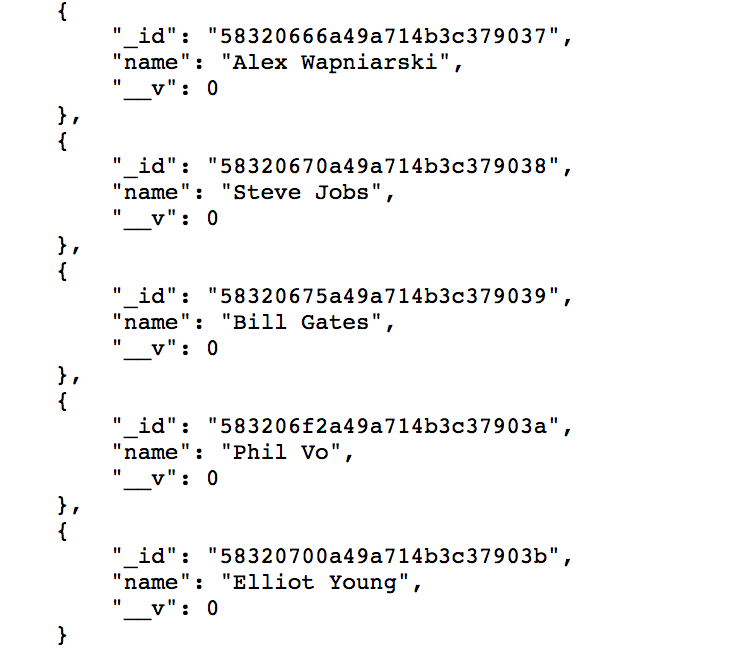 {
"_id": "58320666a49a714b3c379037",
"name": "Alex Wapniarski",
"__v": 0
},
{
"_id": "58320670a49a714b3c379038",
"name": "Steve Jobs",
"__v": 0
},
{
"_id": "58320675a49a714b3c379039",
"name": "Bill Gates",
"__v": 0
},
{
"_id": "583206f2a49a714b3c37903a",
"name": "Phil Vo",
"__v": 0
},
{
"_id": "58320700a49a714b3c37903b",
"name": "Elliot Young",
"__v": 0
}